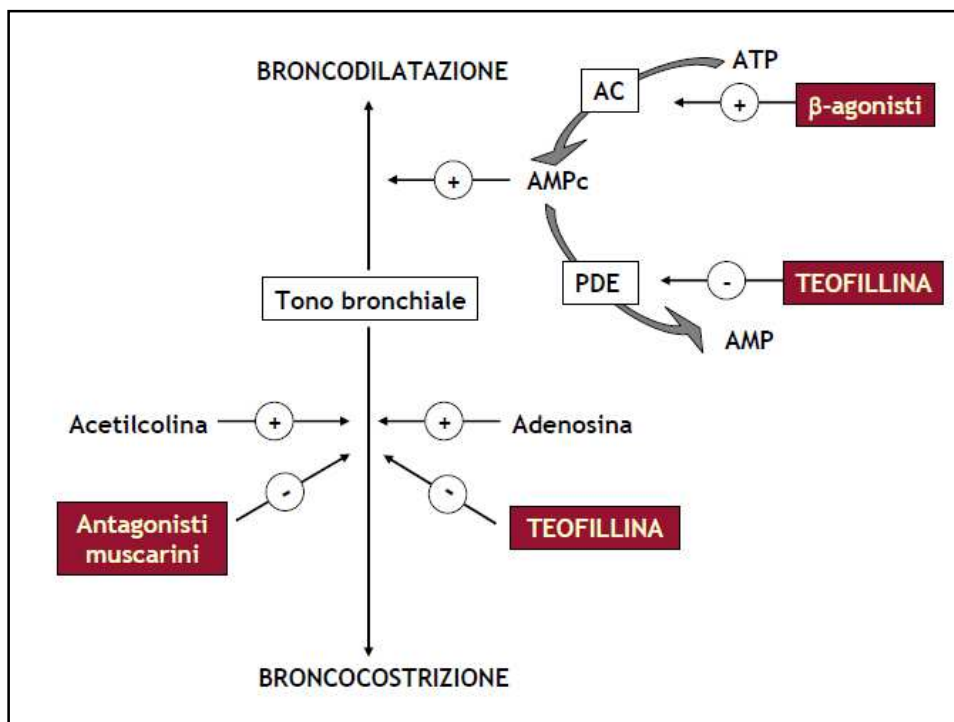 BRONCODILATAZIONE
ATP
AC
+
β-agonisti
+
AMPc
Tono bronchiale
PDE
-
TEOFILLINA
AMP
Acetilcolina
+
+
Adenosina
-
-
Antagonisti
muscarini
TEOFILLINA
BRONCOCOSTRIZIONE